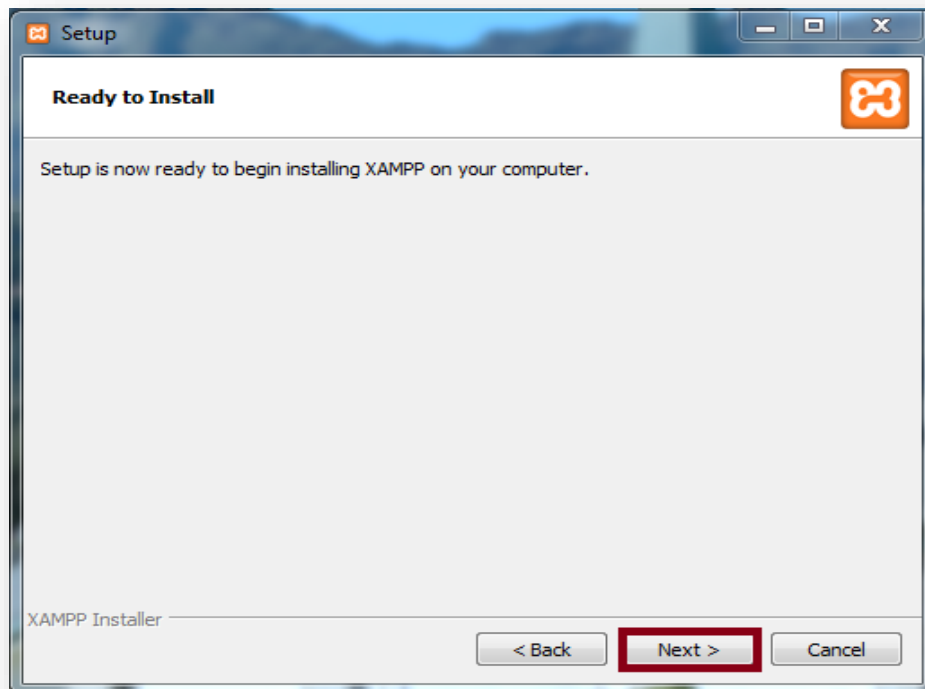 Setup
Ready to Install
Setup is now ready to begin installing XAMPP on your computer.
XAMPP Installer
< Back Next > Cancel